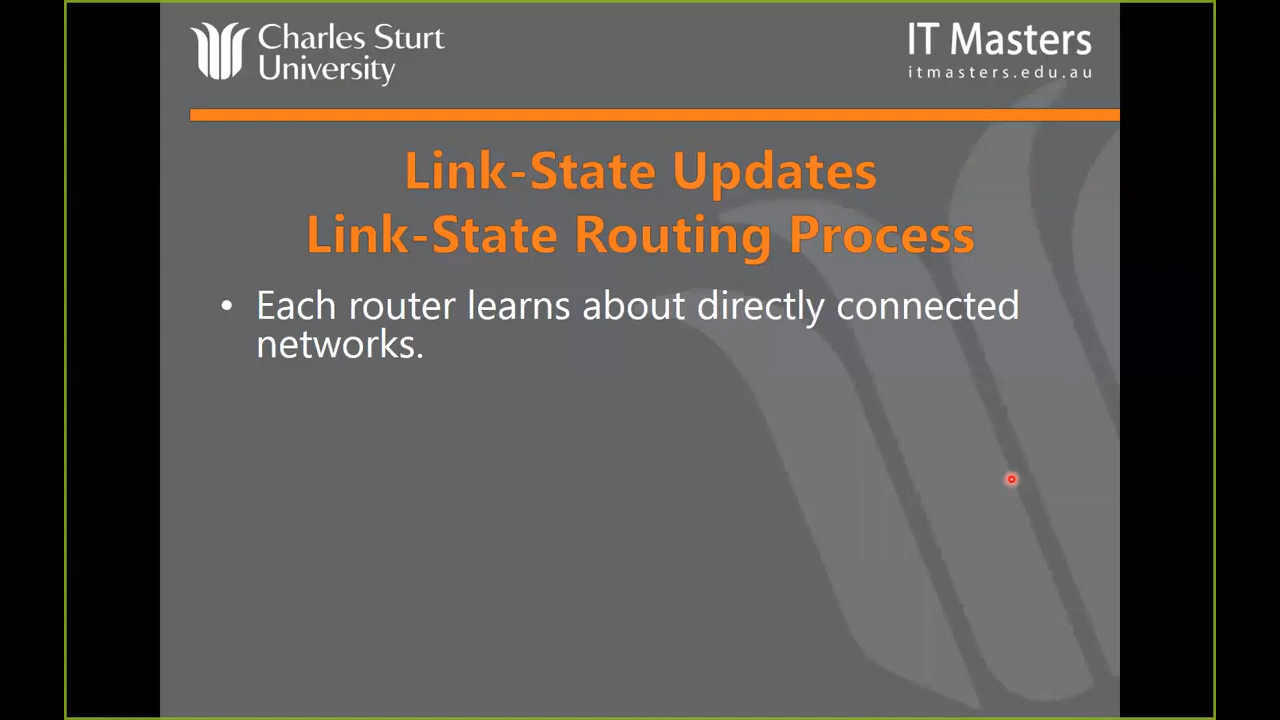 Charles Sturt
University
IT Masters
itmasters.edu.au
Link-State Updates
Link-State Routing Process
• Each router learns about directly connected
networks.